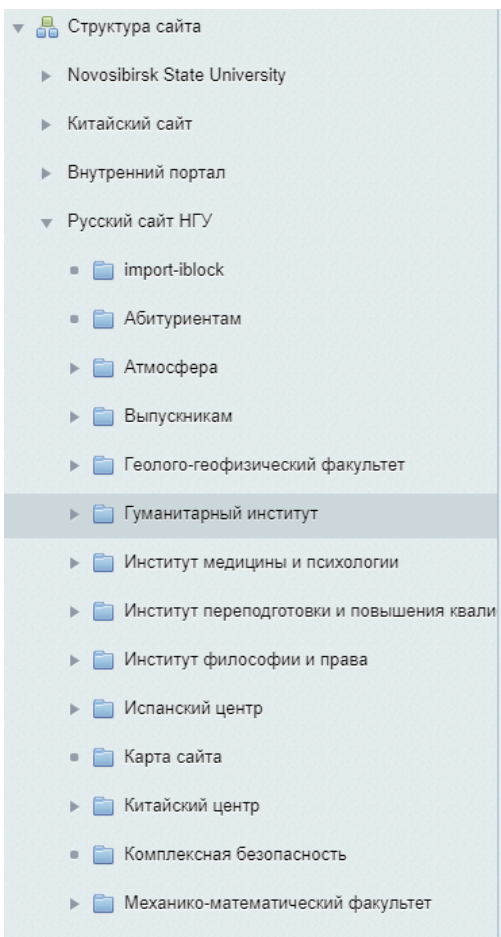 Структура сайта
Novosibirsk State University
Китайский сайт
Внутренний портал
Русский сайт НГУ
import-iblock
Абитуриентам
Атмосфера
Выпускникам
Геолого-геофизический факультет
Гуманитарный институт
Институт медицины и психологии
Институт переподготовки и повышения квали
Институт философии и права
Испанский центр
Карта сайта
Китайский центр
Комплексная безопасность
Механико-математический факультет